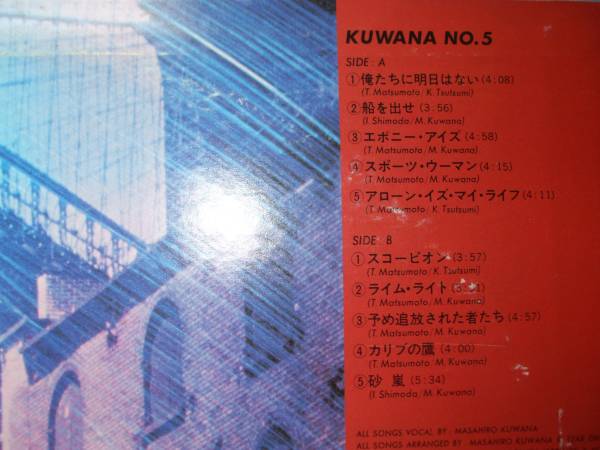 KUWANA NO.5
SIDE: A
①俺たちに明日はない(4:08)
(T. Matsumoto/K. Tsutsumi)
②船を出せ(3:56)
(I. Shimoda/M. Kuwana)
③エボニー・アイズ(4:58)
(T. Matsumoto/M. Kuwana)
④スポーツ・ウーマン(4:15)
(T. Matsumoto/M. Kuwana)
⑤アローン・イズ・マイ・ライフ(4:11)
(T. Matsumoto/K. Tsutsumi)
SIDE: B
①スコーピオン(3:57)
(T. Matsumoto/K. Tsutsumi)
②ライム・ライト
(T. Matsumoto/M. Kuwana)
③予め追放された者たち(4:57)
(T. Matsumoto/M. Kuwana)
④カリブの鷹(4:00)
(T. Matsumoto/M. Kuwana)
⑤砂 嵐(5:34)
(I. Shimoda/M. Kuwana)
ALL SONGS VOCAL BY: MASAHIRO KUWANA
ALL SONGS ARRANGED BY: MASAHIRO KUWANA